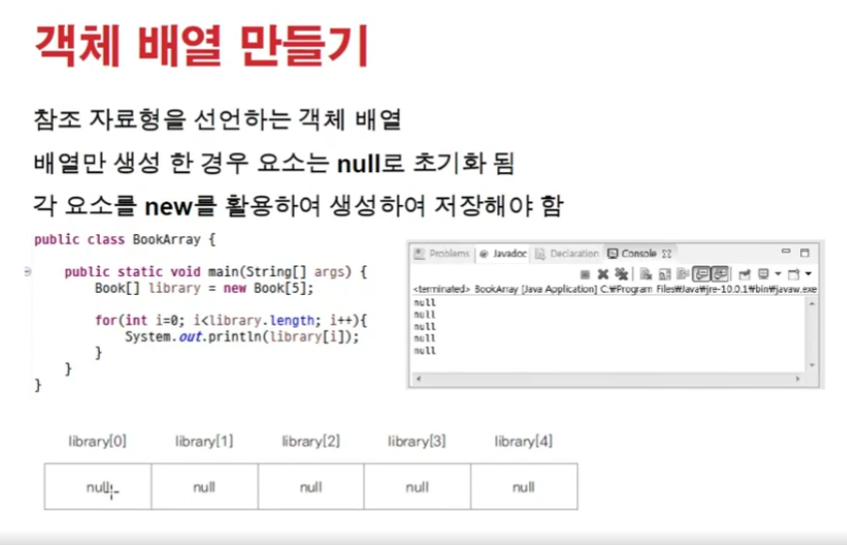 객체 배열 만들기
참조 자료형을 선언하는 객체 배열
배열만 생성 한 경우 요소는 null로 초기화 됨
각 요소를 new를 활용하여 생성하여 저장해야 함
public class BookArray {
public static void main(String[] args) {
Book[] library = new Book[5];
for(int i=0; i<library.length; i++){
System.out.println(library[i]);
}
}
}
Problems @ Javadoc Declaration Console
<terminated> BookArray [Java Application] C:₩Program Files₩Java₩jre-10.0.1₩bin₩javaw.exe
null
null
null
null
null
library[0] library[1] library[2] library[3] library[4]
null null null null null